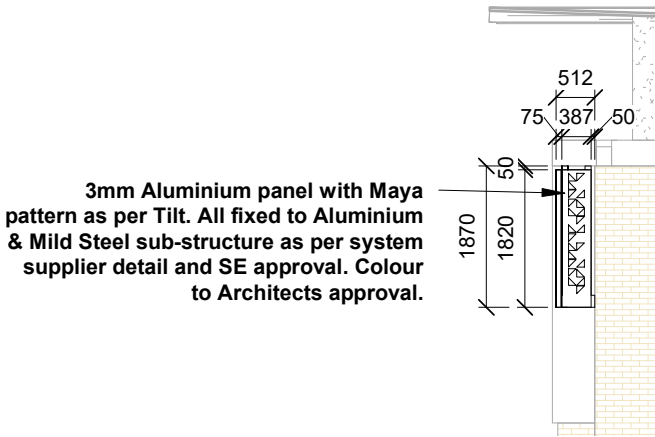 512
75 387 50
50
1870
1820
3mm Aluminium panel with Maya
pattern as per Tilt. All fixed to Aluminium
& Mild Steel sub-structure as per system
supplier detail and SE approval. Colour
to Architects approval.